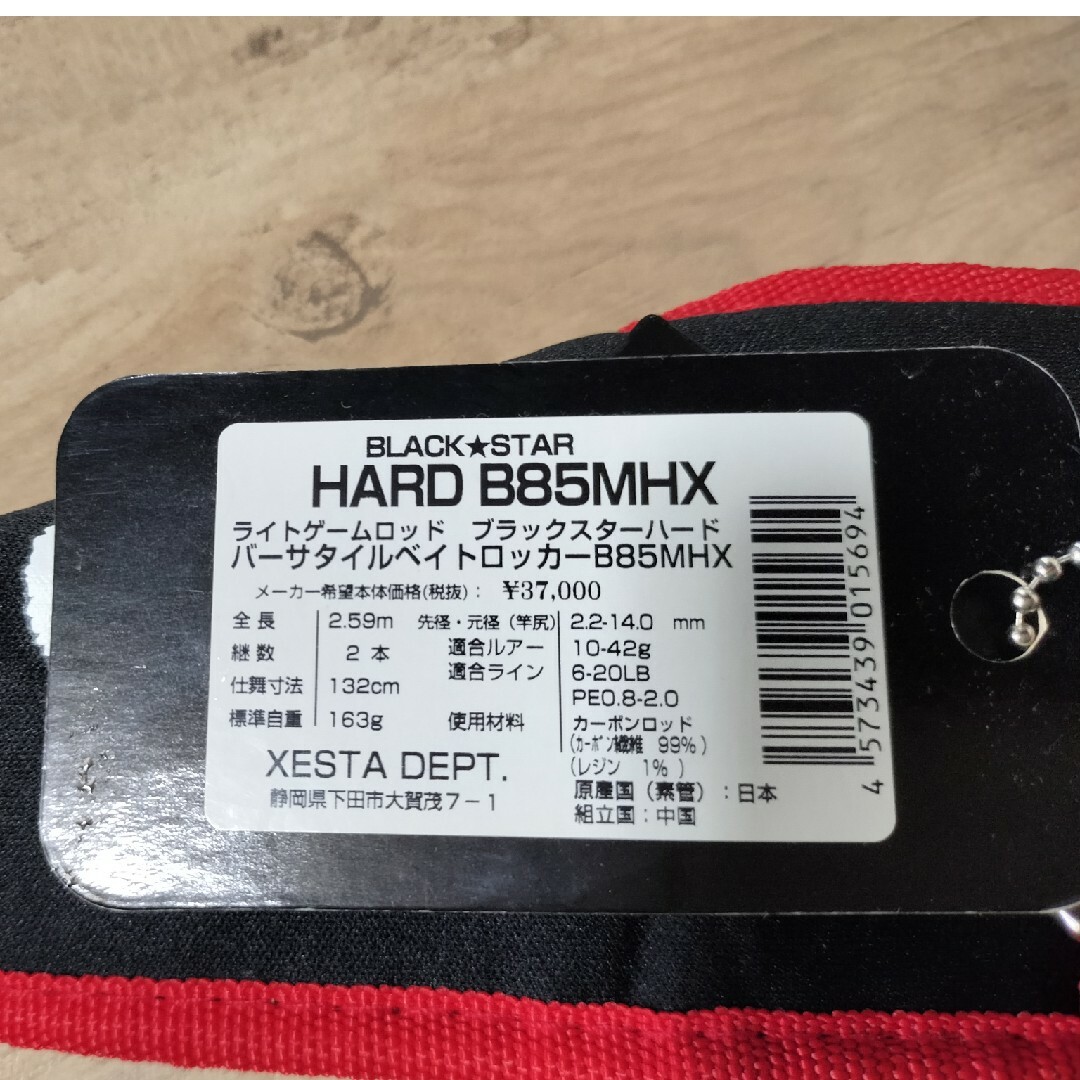 BLACK★STAR
HARD B85MHX
ライトゲームロッド ブラックスターハード
バーサタイルベイトロッカーB85MHX
メーカー希望本体価格(税抜): ¥37,000
全長 2.59m 先径・元径(竿尻) 2.2-14.0 mm
継数 2本 適合ルアー 10-42g
適合ライン 6-20LB
仕舞寸法 132cm PE0.8-2.0
標準自重 163g 使用材料 カーボンロッド
(カーボン繊維 99%)
(レジン 1%)
XESTA DEPT.
静岡県下田市大賀茂7-1
原産国(素管):日本
組立国:中国
4 573439 015694